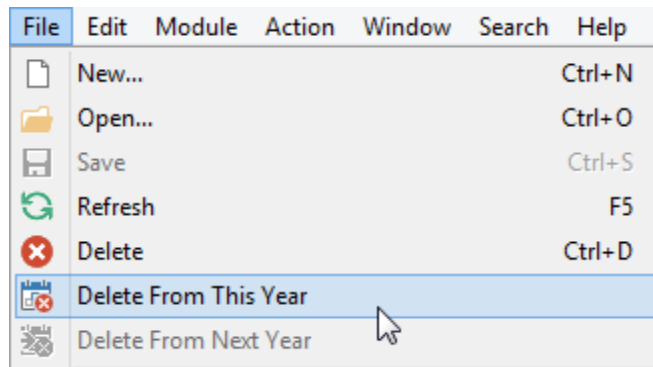 File Edit Module Action Window Search Help
New... Ctrl+N
Open... Ctrl+O
Save Ctrl+S
Refresh F5
Delete Ctrl+D
Delete From This Year
Delete From Next Year